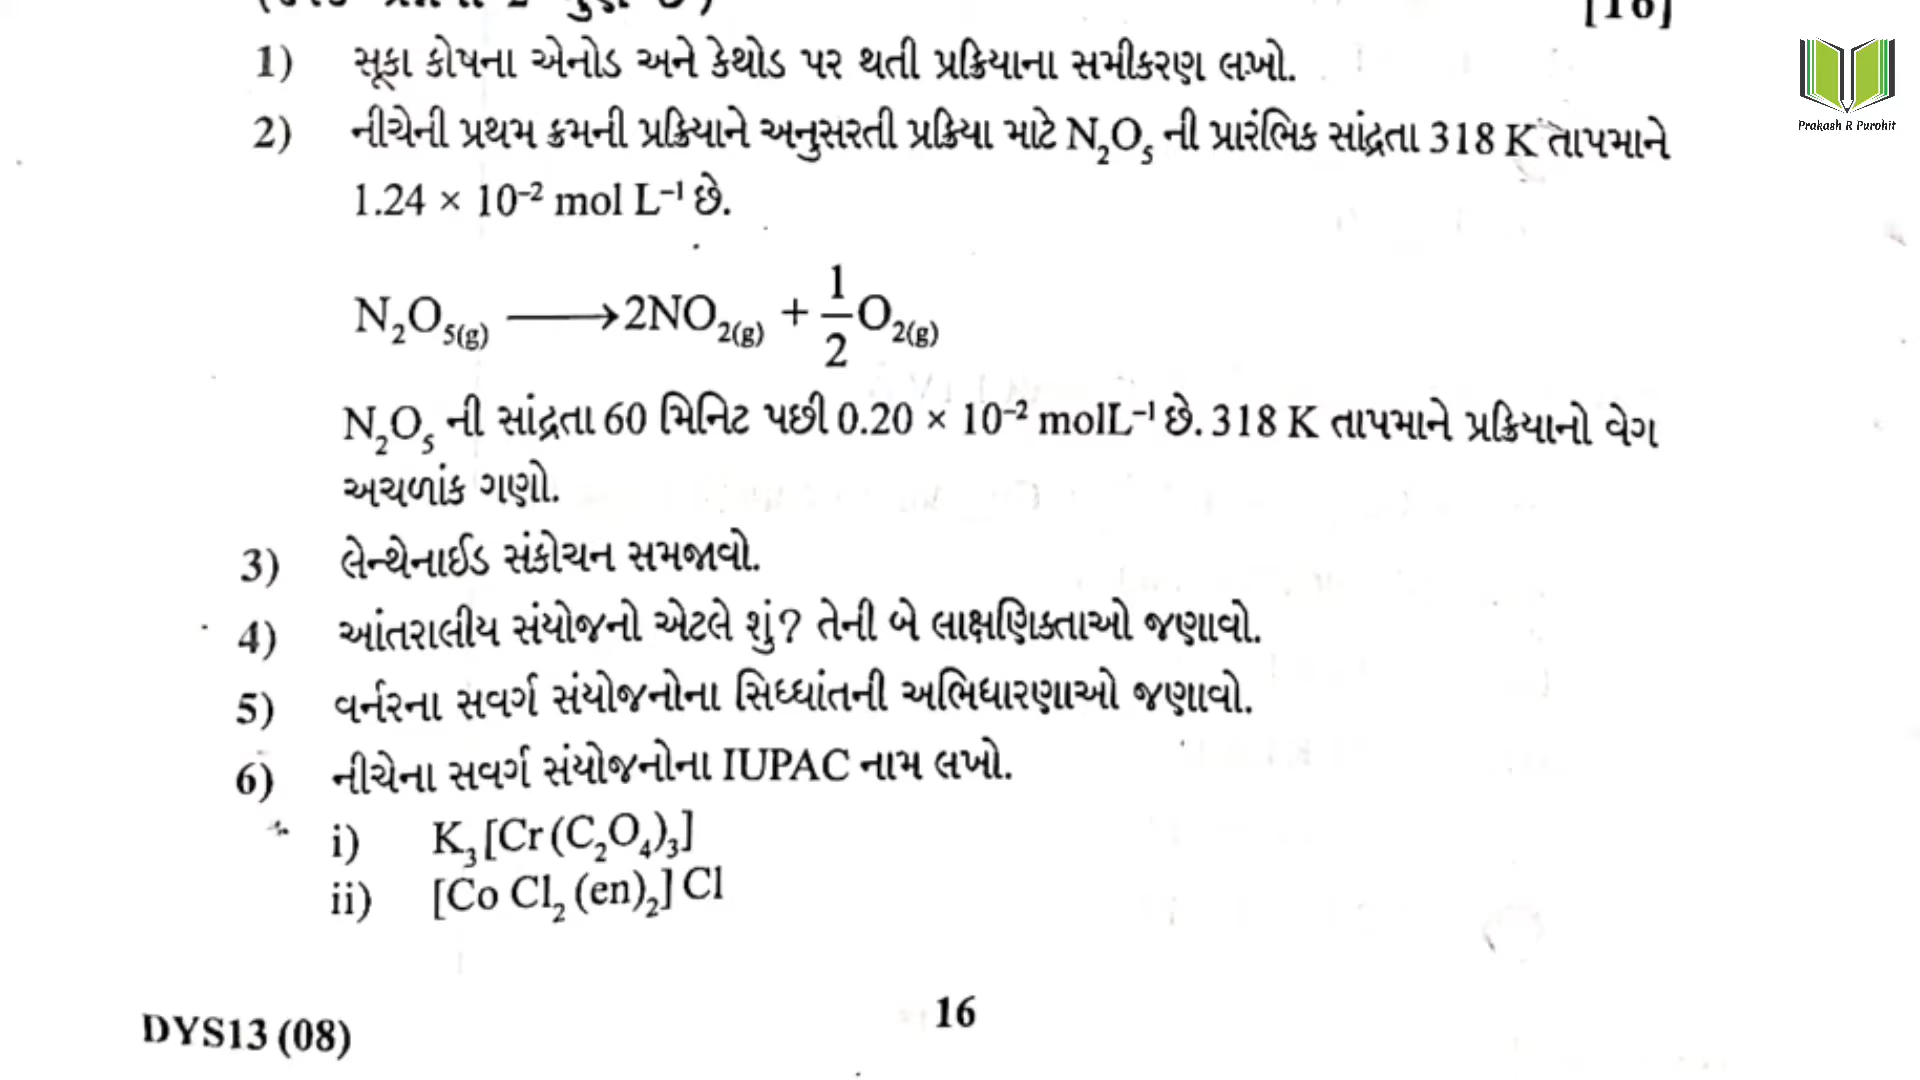 [16]
Prakash R Purohit
1) સૂકા કોષના એનોડ અને કેથોડ પર થતી પ્રક્રિયાના સમીકરણ લખો.
2) નીચેની પ્રથમ ક્રમની પ્રક્રિયાને અનુસરતી પ્રક્રિયા માટે N₂O₅ ની પ્રારંભિક સાંદ્રતા 318 K તાપમાને
1.24 × 10⁻² mol L⁻¹ છે.
N₂O₅(g) ⟶ 2NO₂(g) + 1/2 O₂(g)
N₂O₅ ની સાંદ્રતા 60 મિનિટ પછી 0.20 × 10⁻² molL⁻¹ છે. 318 K તાપમાને પ્રક્રિયાનો વેગ
અચળાંક ગણો.
3) લેન્થેનાઈડ સંકોચન સમજાવો.
4) આંતરાલીય સંયોજનો એટલે શું? તેની બે લાક્ષણિકતાઓ જણાવો.
5) વર્નરના સવર્ગ સંયોજનોના સિધ્ધાંતની અભિધારણાઓ જણાવો.
6) નીચેના સવર્ગ સંયોજનોના IUPAC નામ લખો.
i) K₃[Cr(C₂O₄)₃]
ii) [Co Cl₂ (en)₂] Cl
DYS13 (08) 16